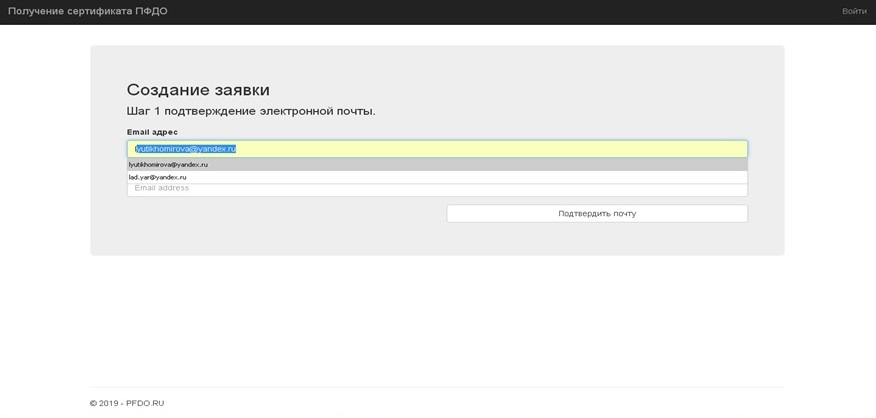 Получение сертификата ПФДО
Войти
Создание заявки
Шаг 1 подтверждение электронной почты.
Email адрес
lyutikhomirova@yandex.ru
lyutikhomirova@yandex.ru
lad.yar@yandex.ru
Email address
Подтвердить почту
© 2019 - PFDO.RU